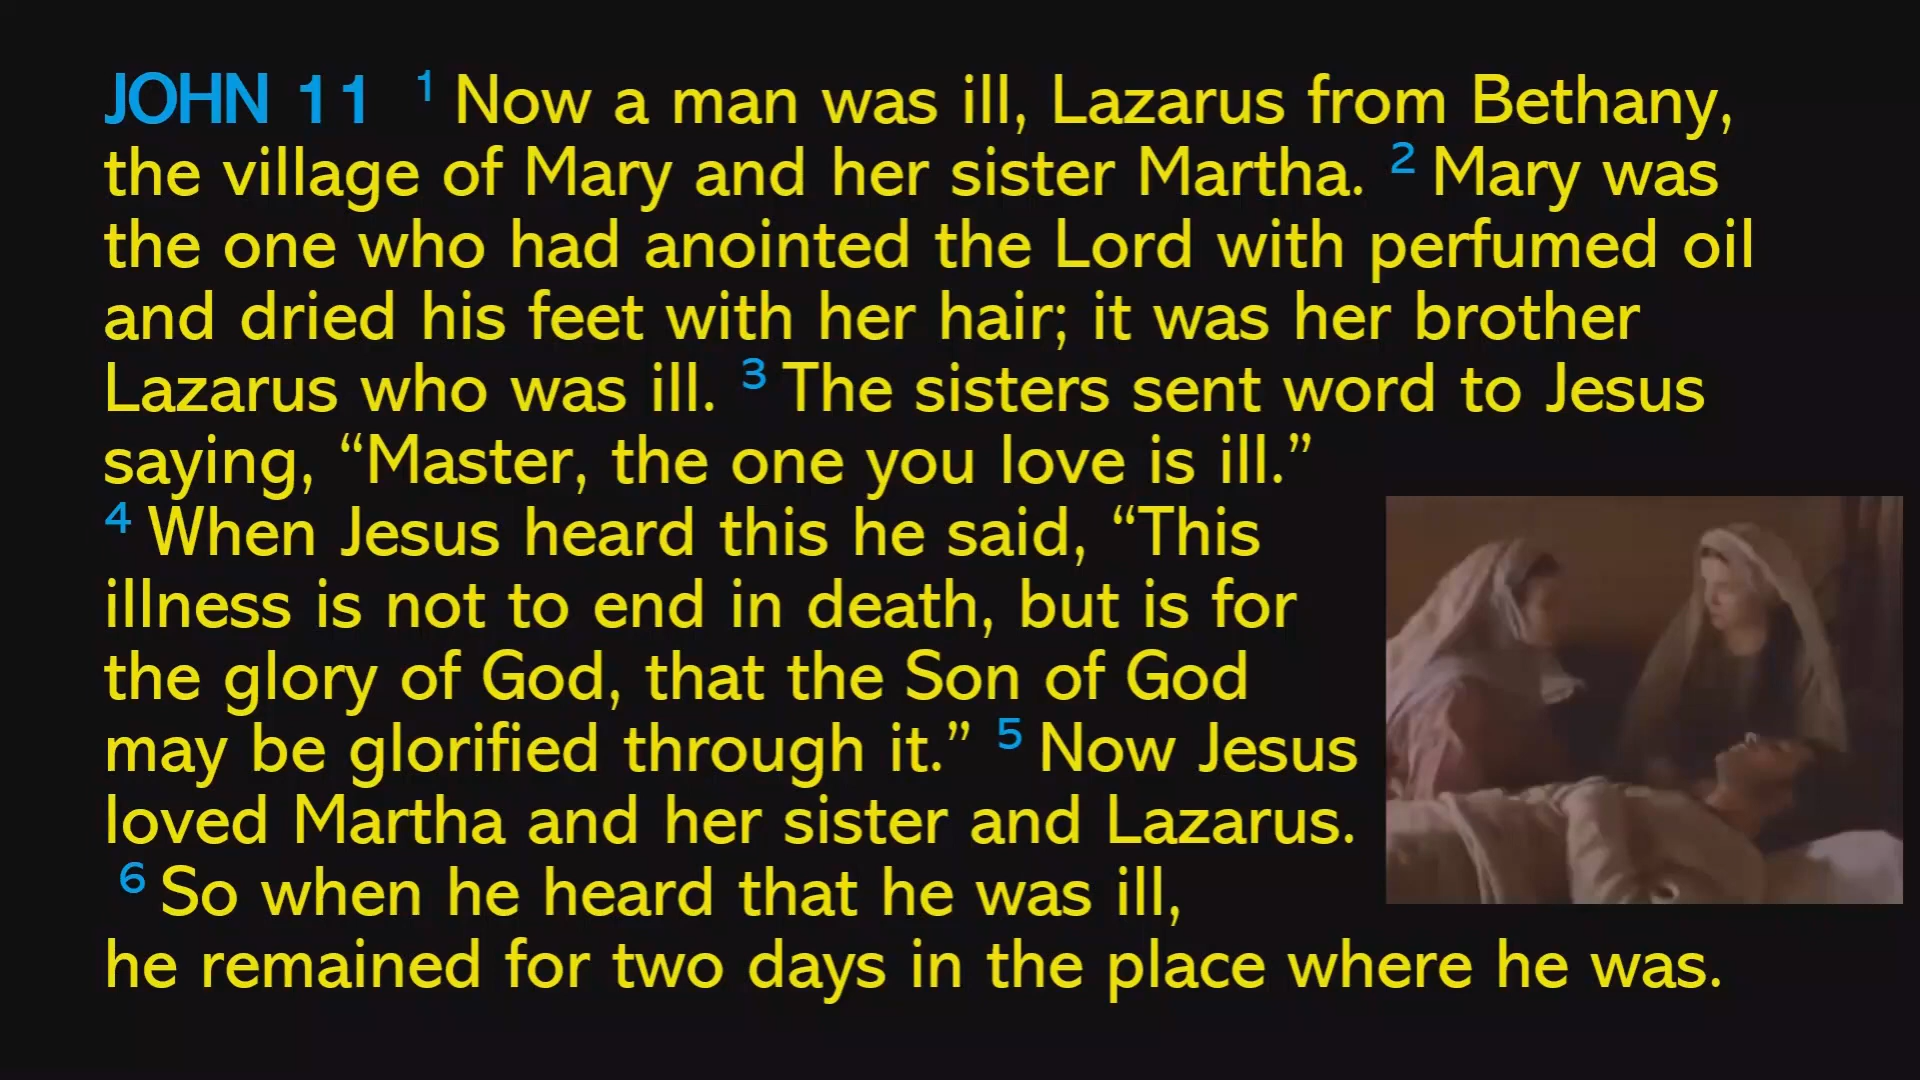 JOHN 11 1 Now a man was ill, Lazarus from Bethany,
the village of Mary and her sister Martha. 2 Mary was
the one who had anointed the Lord with perfumed oil
and dried his feet with her hair; it was her brother
Lazarus who was ill. 3 The sisters sent word to Jesus
saying, “Master, the one you love is ill.”
4 When Jesus heard this he said, “This
illness is not to end in death, but is for
the glory of God, that the Son of God
may be glorified through it.” 5 Now Jesus
loved Martha and her sister and Lazarus.
6 So when he heard that he was ill,
he remained for two days in the place where he was.